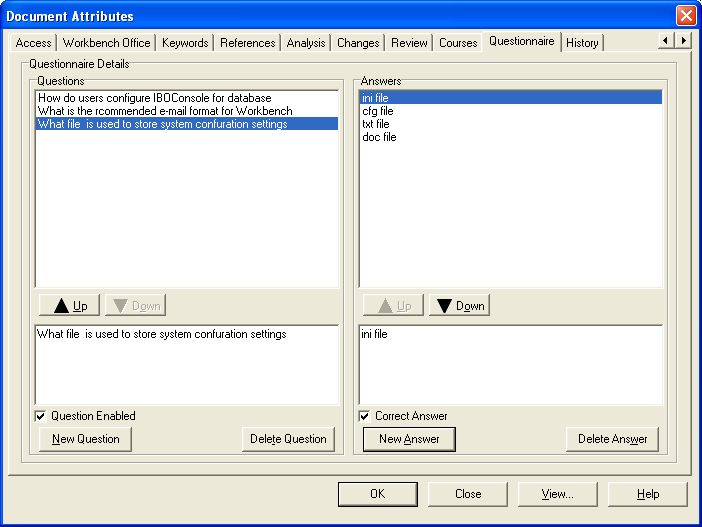 Document Attributes
Access Workbench Office Keywords References Analysis Changes Review Courses Questionnaire History
Questionnaire Details
Questions
How do users configure IBOConsole for database
What is the rcommended e-mail format for Workbench
What file  is used to store system confuration settings
Up Down
What file  is used to store system confuration settings
Question Enabled
New Question Delete Question
Answers
ini file
cfg file
txt file
doc file
Up Down
ini file
Correct Answer
New Answer Delete Answer
OK Close View... Help